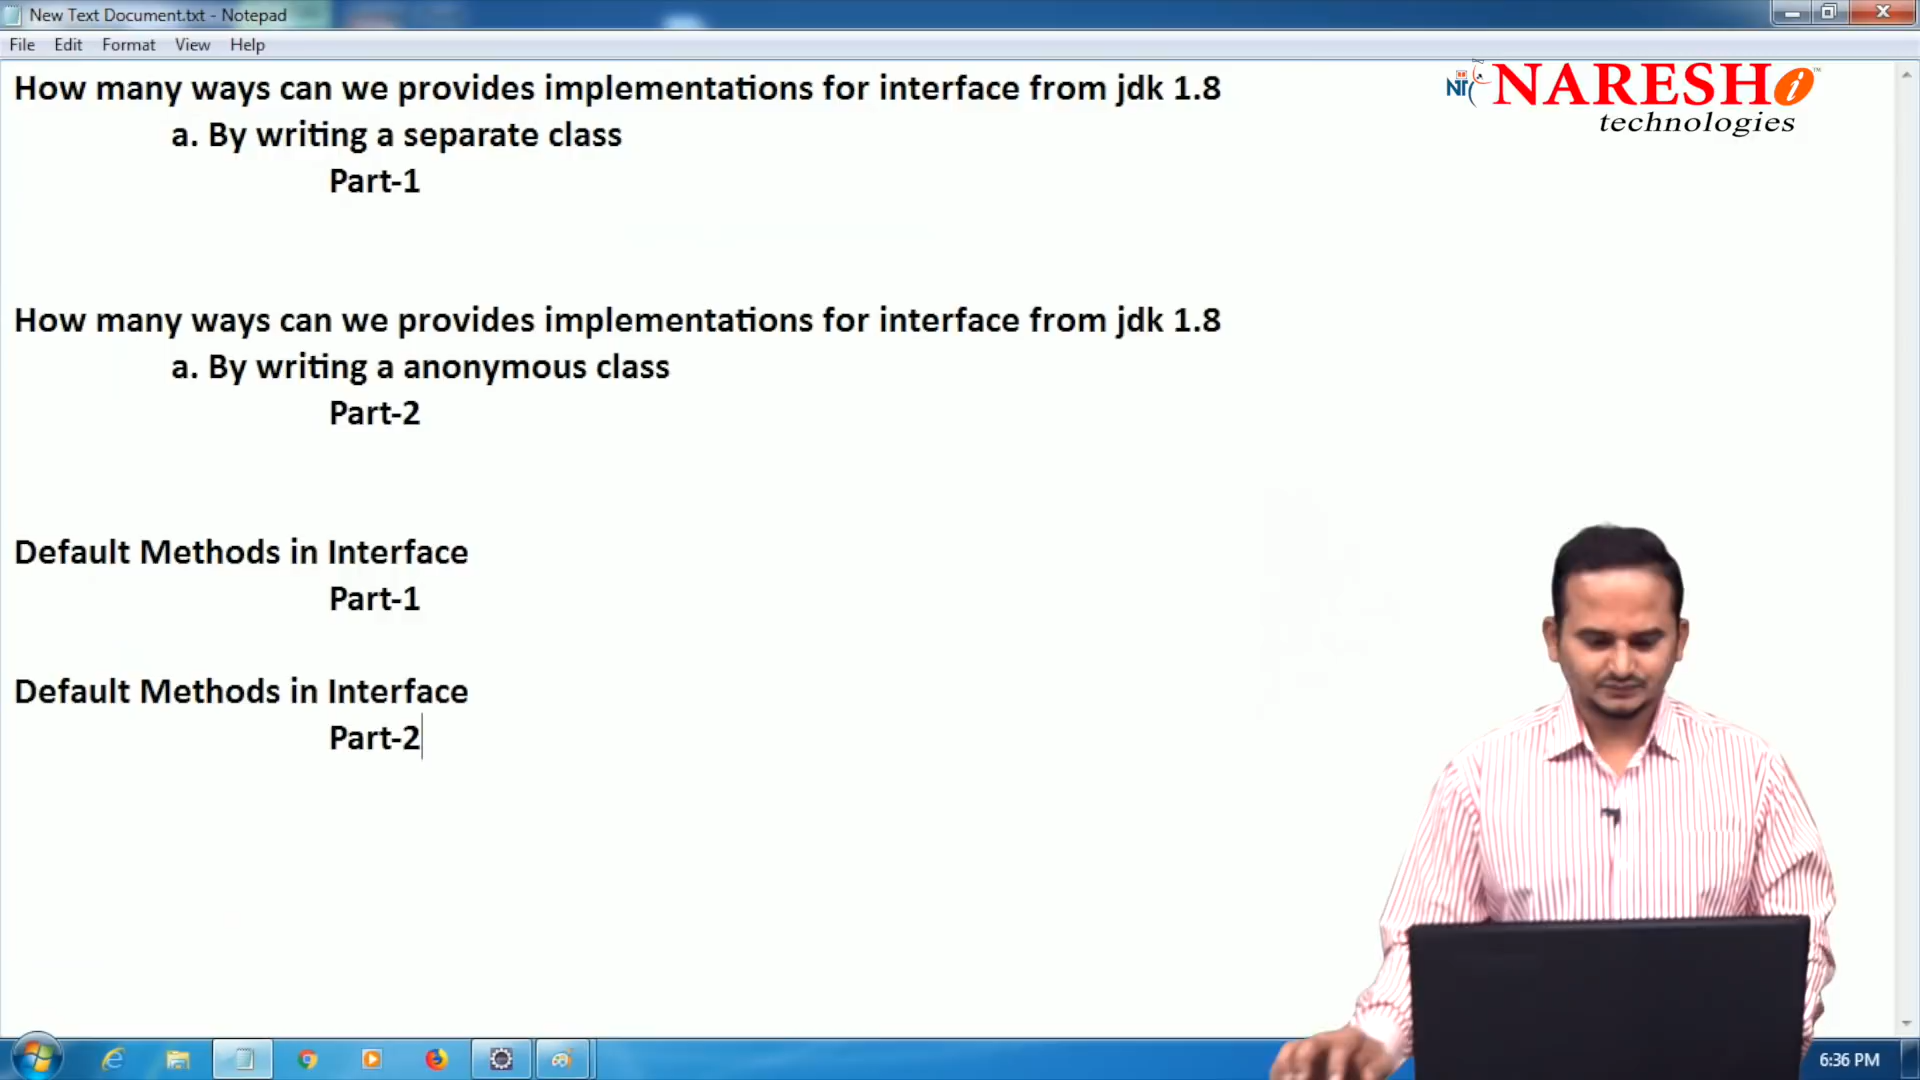 New Text Document.txt - Notepad
File Edit Format View Help
How many ways can we provides implementations for interface from jdk 1.8
a. By writing a separate class
Part-1
How many ways can we provides implementations for interface from jdk 1.8
a. By writing a anonymous class
Part-2
Default Methods in Interface
Part-1
Default Methods in Interface
Part-2
NT NARESH i
technologies
6:36 PM